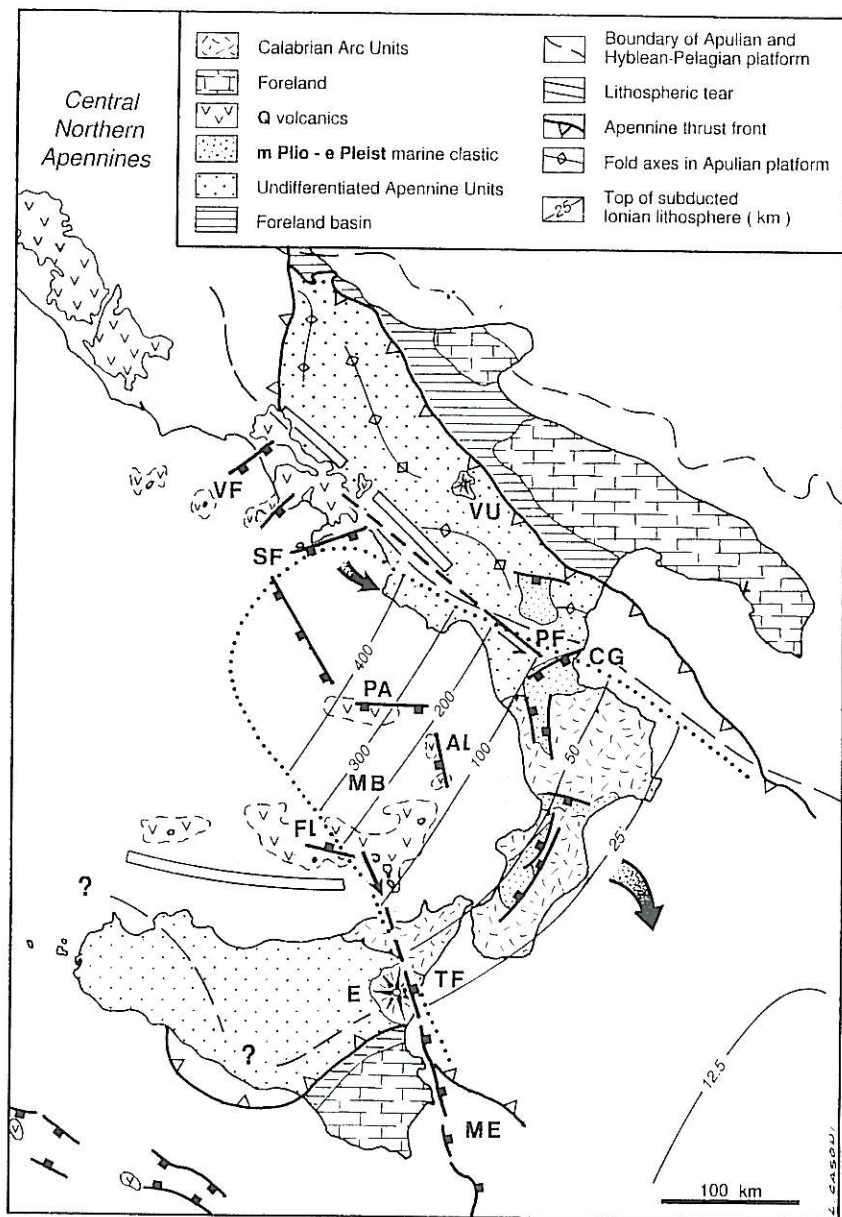 Calabrian Arc Units
Foreland
Q volcanics
m Plio - e Pleist marine clastic
Undifferentiated Apennine Units
Foreland basin
Boundary of Apulian and
Hyblean-Pelagian platform
Lithospheric tear
Apennine thrust front
Fold axes in Apulian platform
25
Top of subducted
Ionian lithosphere ( km )
Central
Northern
Apennines
VF
VU
SF
PF
CG
400
PA
200
AL
50
300
100
MB
25
FL
?
TF
E
?
12.5
ME
100 km
L. CASONI.